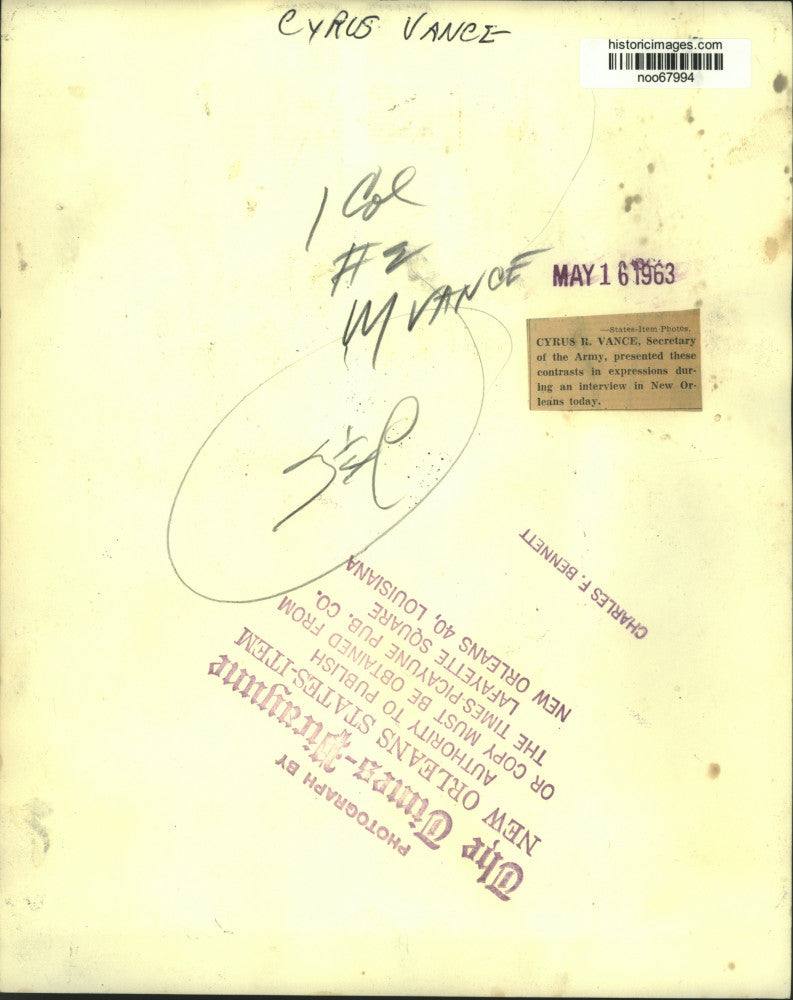 CYRUS VANCE
historicimages.com
noo67994
1 Col
#2
M VANCE
MAY 16 1963
—States-Item Photos.
CYRUS R. VANCE, Secretary
of the Army, presented these
contrasts in expressions dur-
ing an interview in New Or-
leans today.
CHARLES F. BENNETT
PHOTOGRAPH BY
The Times-Picayune
NEW ORLEANS STATES-ITEM
AUTHORITY TO PUBLISH
OR COPY MUST BE OBTAINED FROM
THE TIMES-PICAYUNE PUB. CO.
LAFAYETTE SQUARE
NEW ORLEANS 40, LOUISIANA